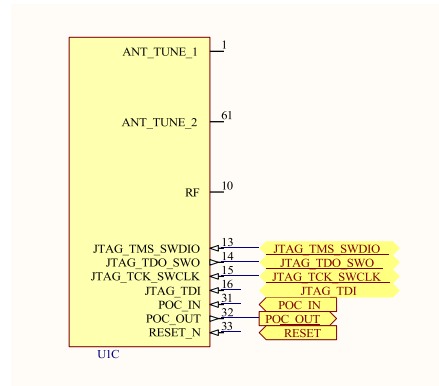 ANT_TUNE_1 1
ANT_TUNE_2 61
RF 10
JTAG_TMS_SWDIO 13 JTAG_TMS_SWDIO
JTAG_TDO_SWO 14 JTAG_TDO_SWO
JTAG_TCK_SWCLK 15 JTAG_TCK_SWCLK
JTAG_TDI 16 JTAG_TDI
POC_IN 31 POC_IN
POC_OUT 32 POC_OUT
RESET_N 33 RESET
UIC